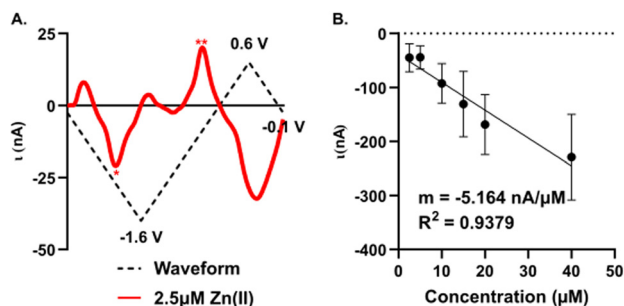 A.
25
0
-25
-50
ι (nA)
**
*
0.6 V
-0.1 V
-1.6 V
Waveform
2.5μM Zn(II)
B.
0
-100
-200
-300
-400
ι(nA)
m = -5.164 nA/μM
R² = 0.9379
0 10 20 30 40 50
Concentration (μM)